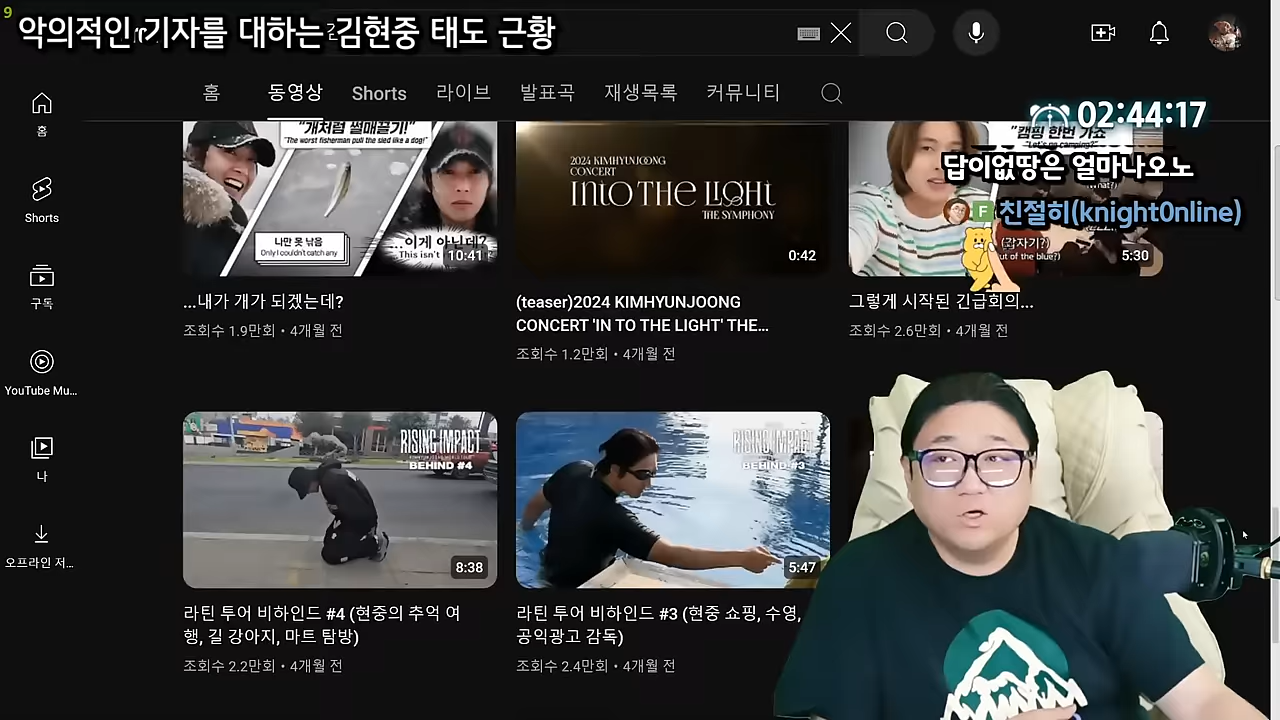 9
악의적인 기자를 대하는 김현중 태도 근황
홈 동영상 Shorts 라이브 발표곡 재생목록 커뮤니티
02:44:17
답이없땅은 얼마나오노
F 친절히(knight0nline)
홈
Shorts
구독
YouTube Mu...
나
오프라인 저...
"개처럼 썰매끌기!"
"The worst fisherman pull the sled like a dog!"
나만 못 낚음
Only I couldn't catch any
...이게 아닌데?
This isn't
10:41
...내가 개가 되겠는데?
조회수 1.9만회 • 4개월 전
2024 KIMHYUNJOONG
CONCERT
INTO THE LIGHT
THE SYMPHONY
0:42
(teaser)2024 KIMHYUNJOONG
CONCERT 'IN TO THE LIGHT' THE...
조회수 1.2만회 • 4개월 전
"캠핑 한번 가죠
"Let's go camping!"
(갑자기?)
out of the blue?)
5:30
그렇게 시작된 긴급회의...
조회수 2.6만회 • 4개월 전
RISING IMPACT
BEHIND #4
8:38
라틴 투어 비하인드 #4 (현중의 추억 여
행, 길 강아지, 마트 탐방)
조회수 2.2만회 • 4개월 전
RISING IMPACT
BEHIND #3
5:47
라틴 투어 비하인드 #3 (현중 쇼핑, 수영,
공익광고 감독)
조회수 2.4만회 • 4개월 전